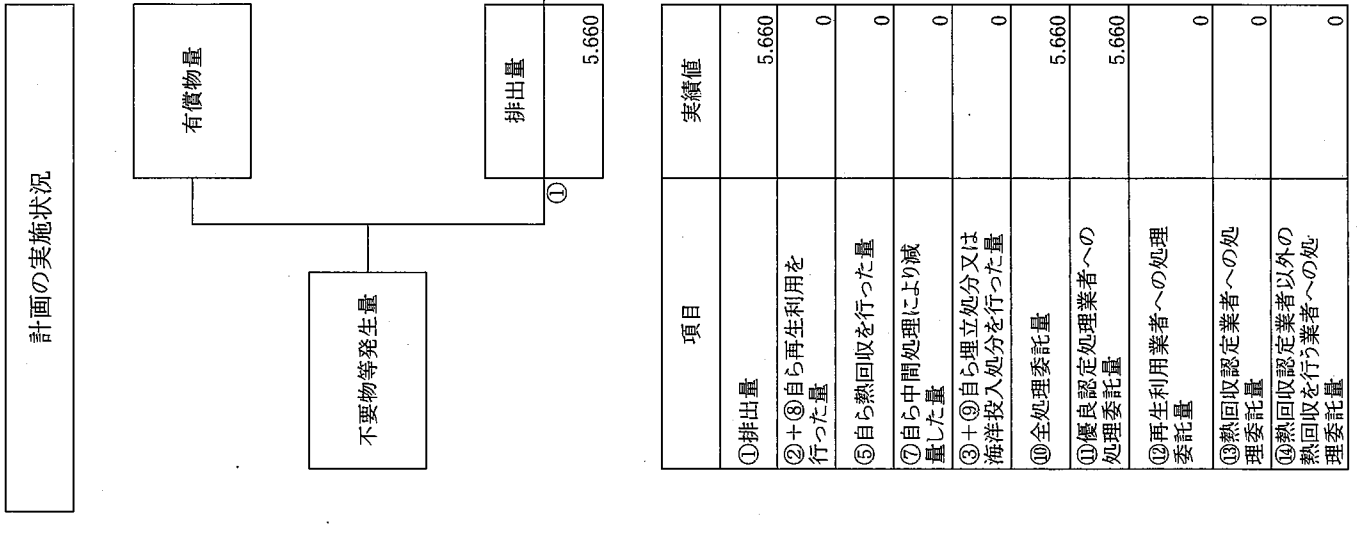 計画の実施状況
有償物量
不要物等発生量
①
排出量
5.660
項目
実績値
①排出量
5.660
②＋⑧自ら再生利用を
行った量
0
⑤自ら熱回収を行った量
0
⑦自ら中間処理により減
量した量
0
③＋⑨自ら埋立処分又は
海洋投入処分を行った量
0
⑩全処理委託量
5.660
⑪優良認定処理業者への
処理委託量
5.660
⑫再生利用業者への処理
委託量
0
⑬熱回収認定業者への処
理委託量
0
⑭熱回収認定業者以外の
熱回収を行う業者への処
理委託量
0